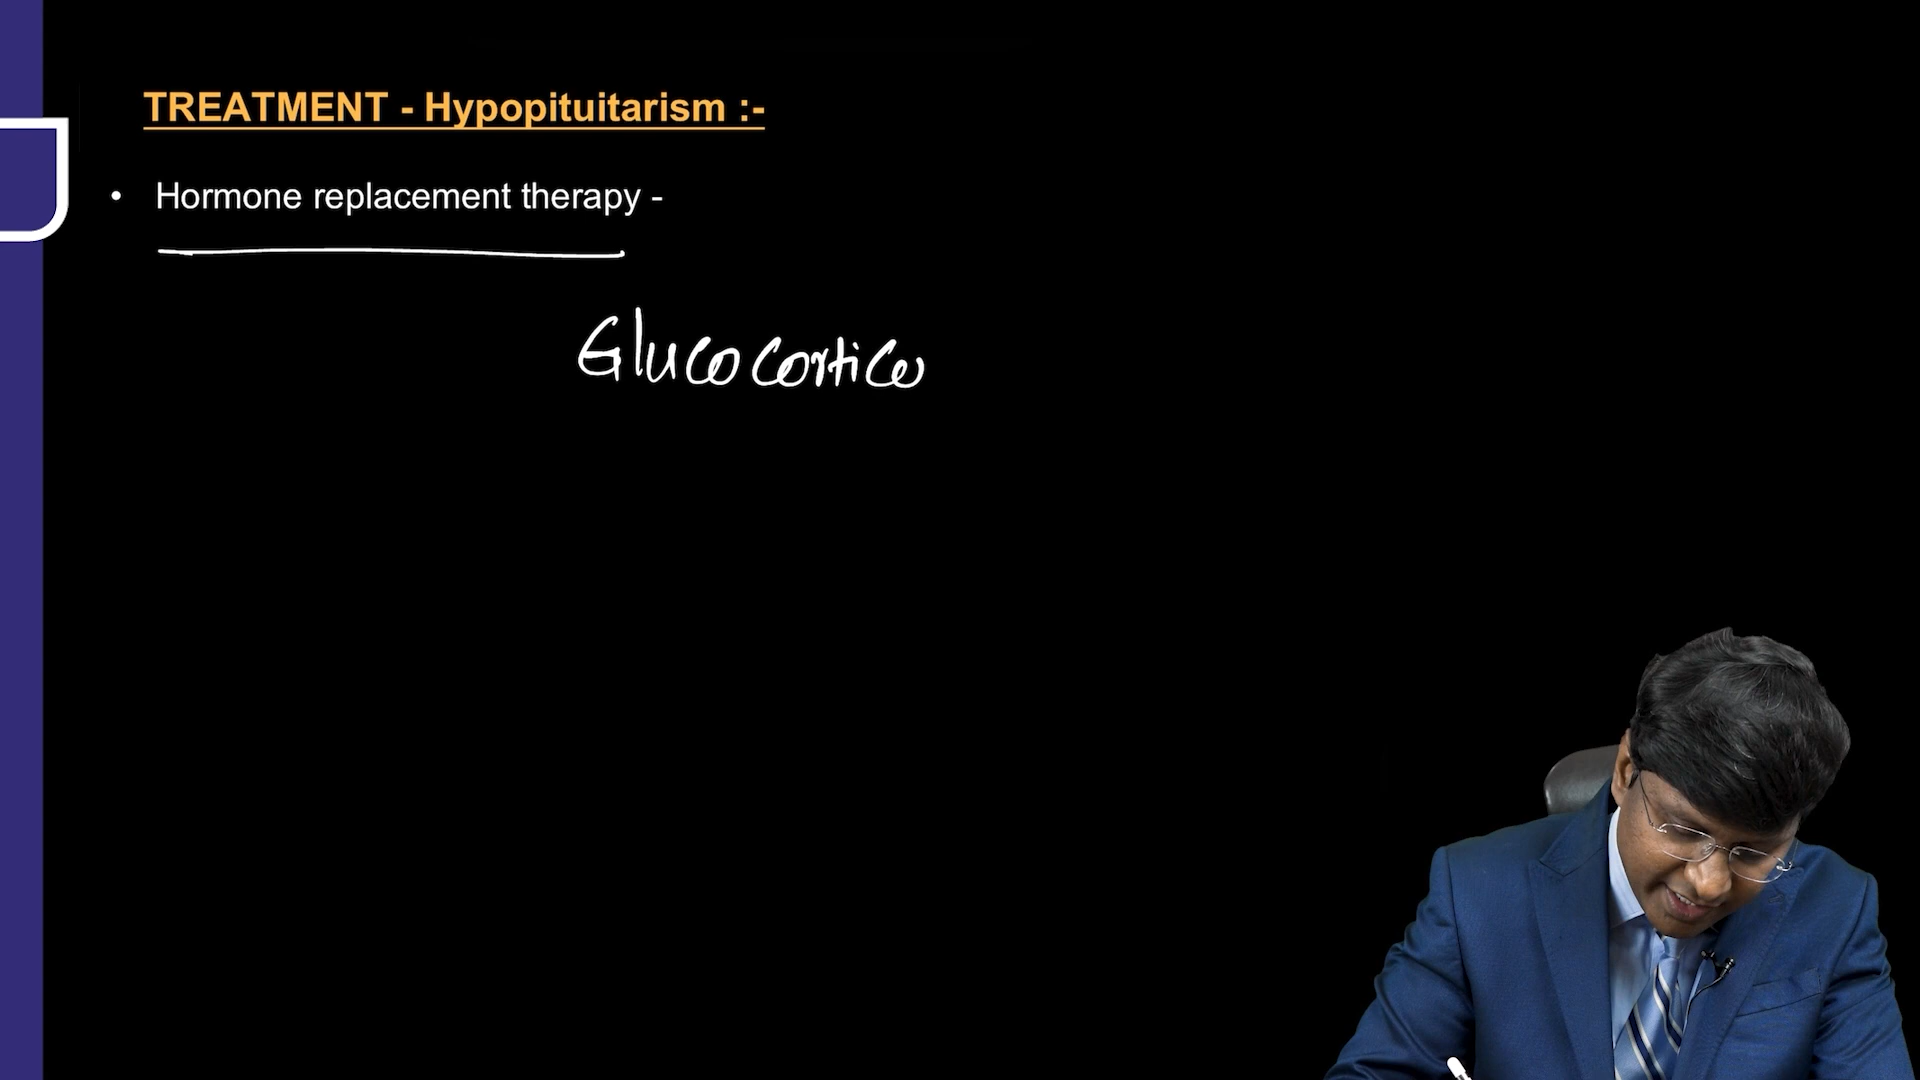 TREATMENT - Hypopituitarism :-
• Hormone replacement therapy -
Glucocortico